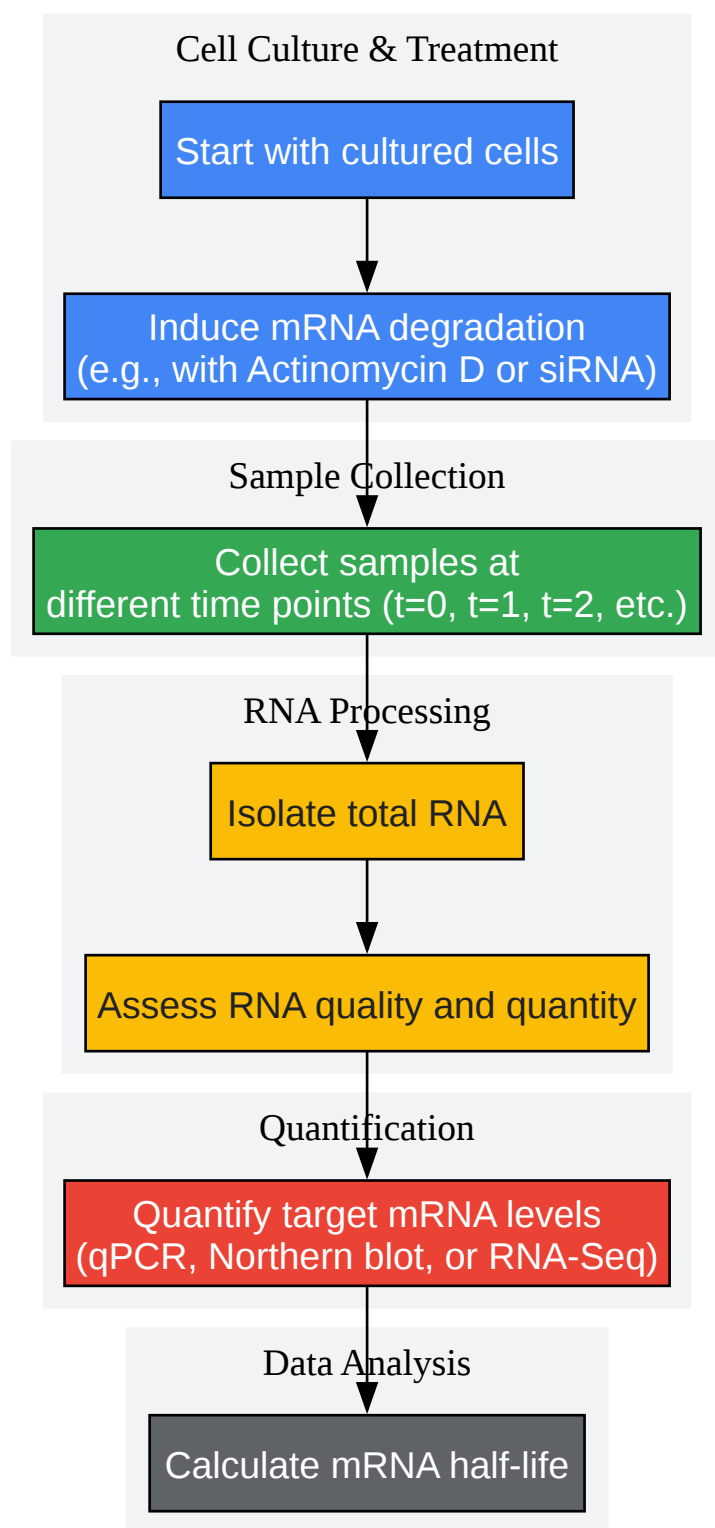 Cell Culture & Treatment
Start with cultured cells
Induce mRNA degradation
(e.g., with Actinomycin D or siRNA)
Sample Collection
Collect samples at
different time points (t=0, t=1, t=2, etc.)
RNA Processing
Isolate total RNA
Assess RNA quality and quantity
Quantification
Quantify target mRNA levels
(qPCR, Northern blot, or RNA-Seq)
Data Analysis
Calculate mRNA half-life